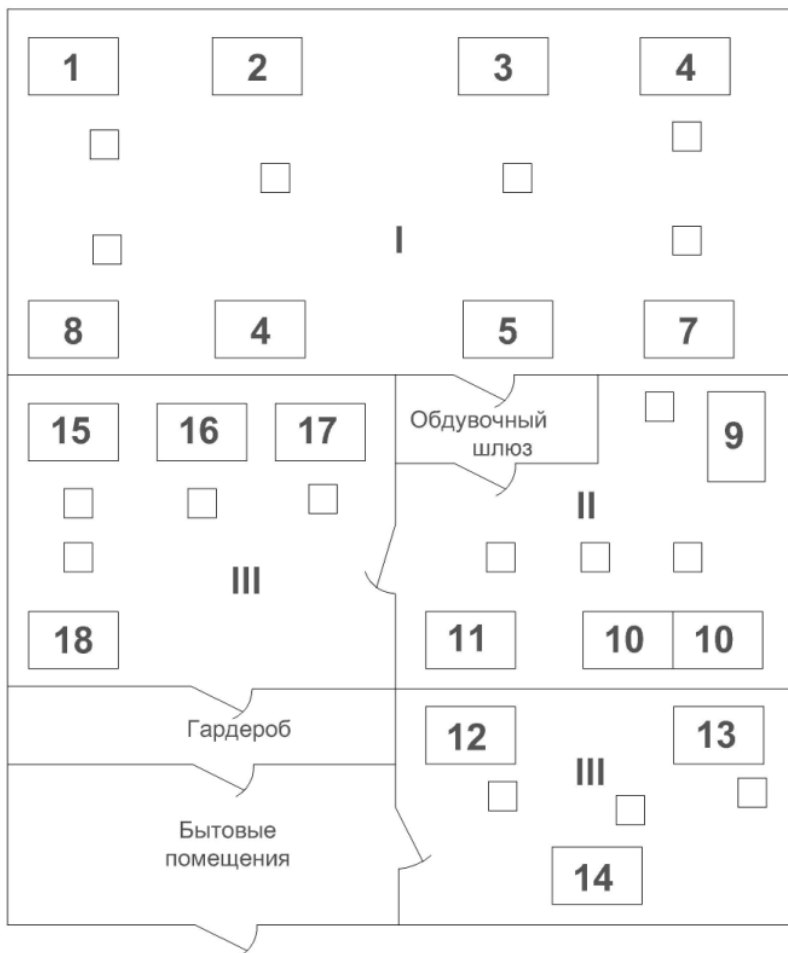 1 2 3 4
I
8 4 5 7
15 16 17
Обдувочный
шлюз
9
II
III
18
11 10 10
Гардероб
12 13
III
Бытовые
помещения
14